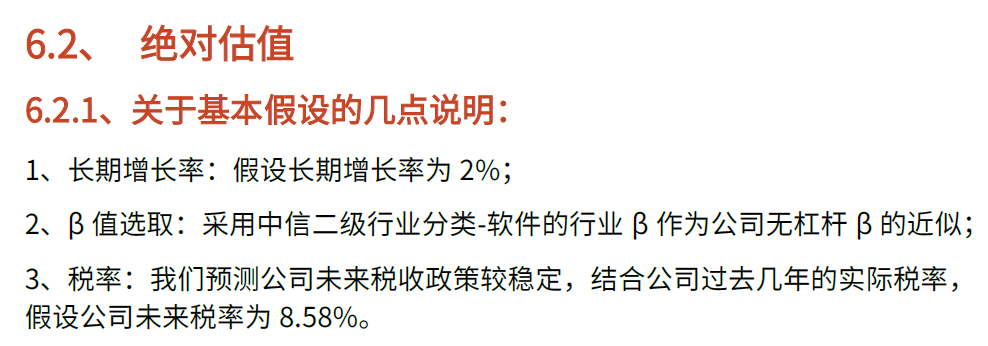 6.2、 绝对估值
6.2.1、关于基本假设的几点说明：
1、长期增长率：假设长期增长率为 2%；
2、β 值选取：采用中信二级行业分类-软件的行业 β 作为公司无杠杆 β 的近似；
3、税率：我们预测公司未来税收政策较稳定，结合公司过去几年的实际税率，
假设公司未来税率为 8.58%。